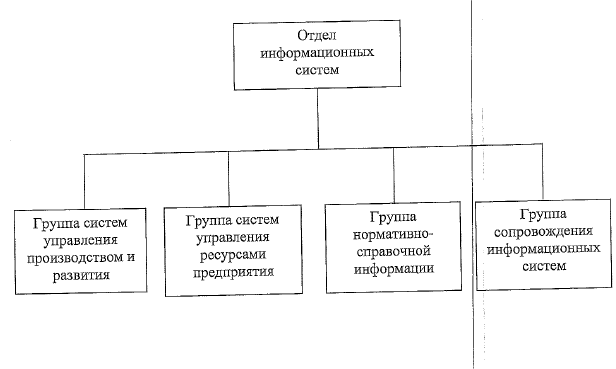 Отдел
информационных
систем
Группа систем
управления
производством и
развития
Группа систем
управления
ресурсами
предприятия
Группа
нормативно-
справочной
информации
Группа
сопровождения
информационных
систем